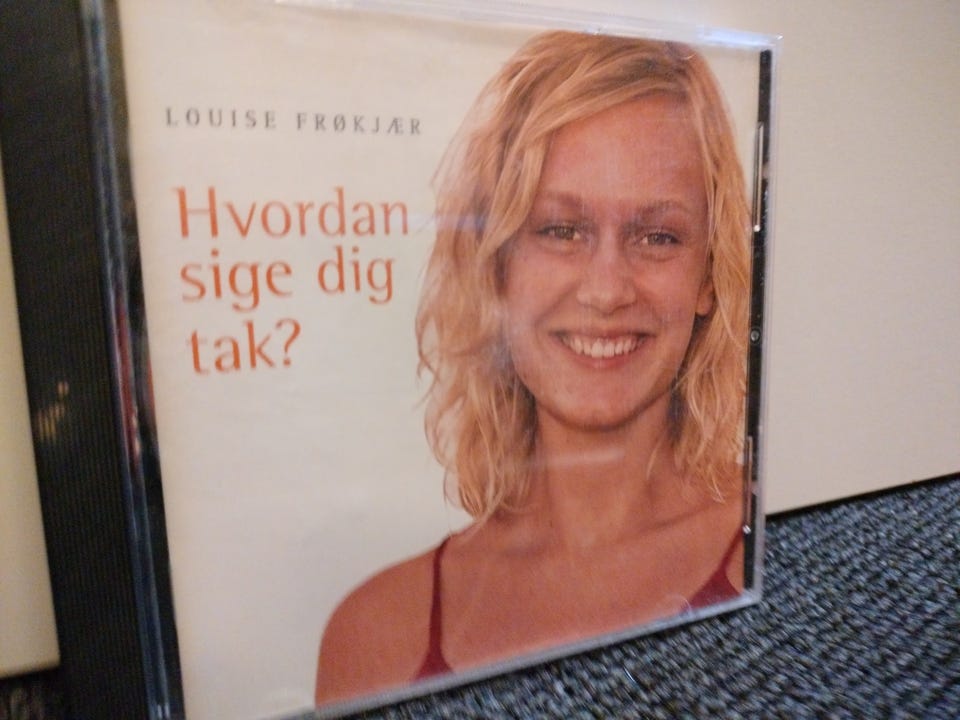 LOUISE FRØKJÆR
Hvordan
sige dig
tak?